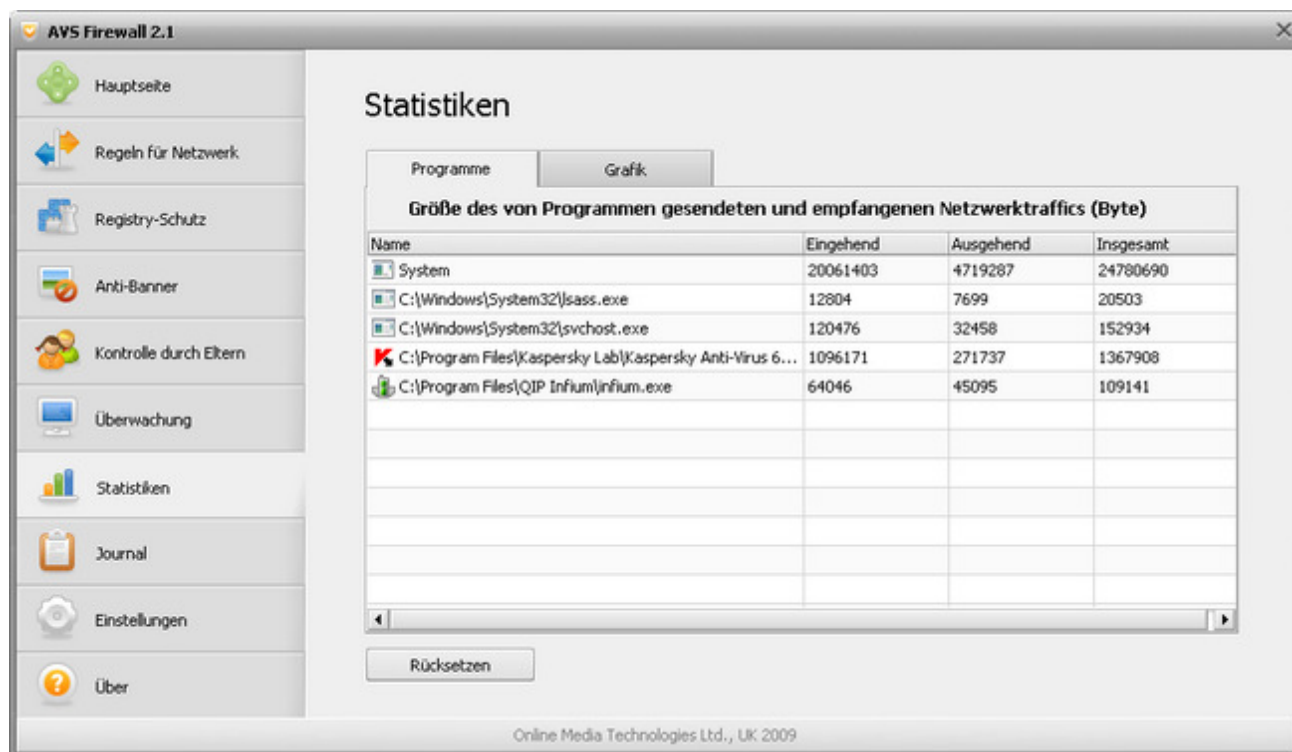 AVS Firewall 2.1
Hauptseite
Regeln für Netzwerk
Registry-Schutz
Anti-Banner
Kontrolle durch Eltern
Überwachung
Statistiken
Journal
Einstellungen
Über
Statistiken
Programme Grafik
Größe des von Programmen gesendeten und empfangenen Netzwerktraffics (Byte)
Name Eingehend Ausgehend Insgesamt
System 20061403 4719287 24780690
C:\Windows\System32\lsass.exe 12804 7699 20503
C:\Windows\System32\svchost.exe 120476 32458 152934
C:\Program Files\Kaspersky Lab\Kaspersky Anti-Virus 6... 1096171 271737 1367908
C:\Program Files\QIP Infium\infium.exe 64046 45095 109141
Rücksetzen
Online Media Technologies Ltd., UK 2009